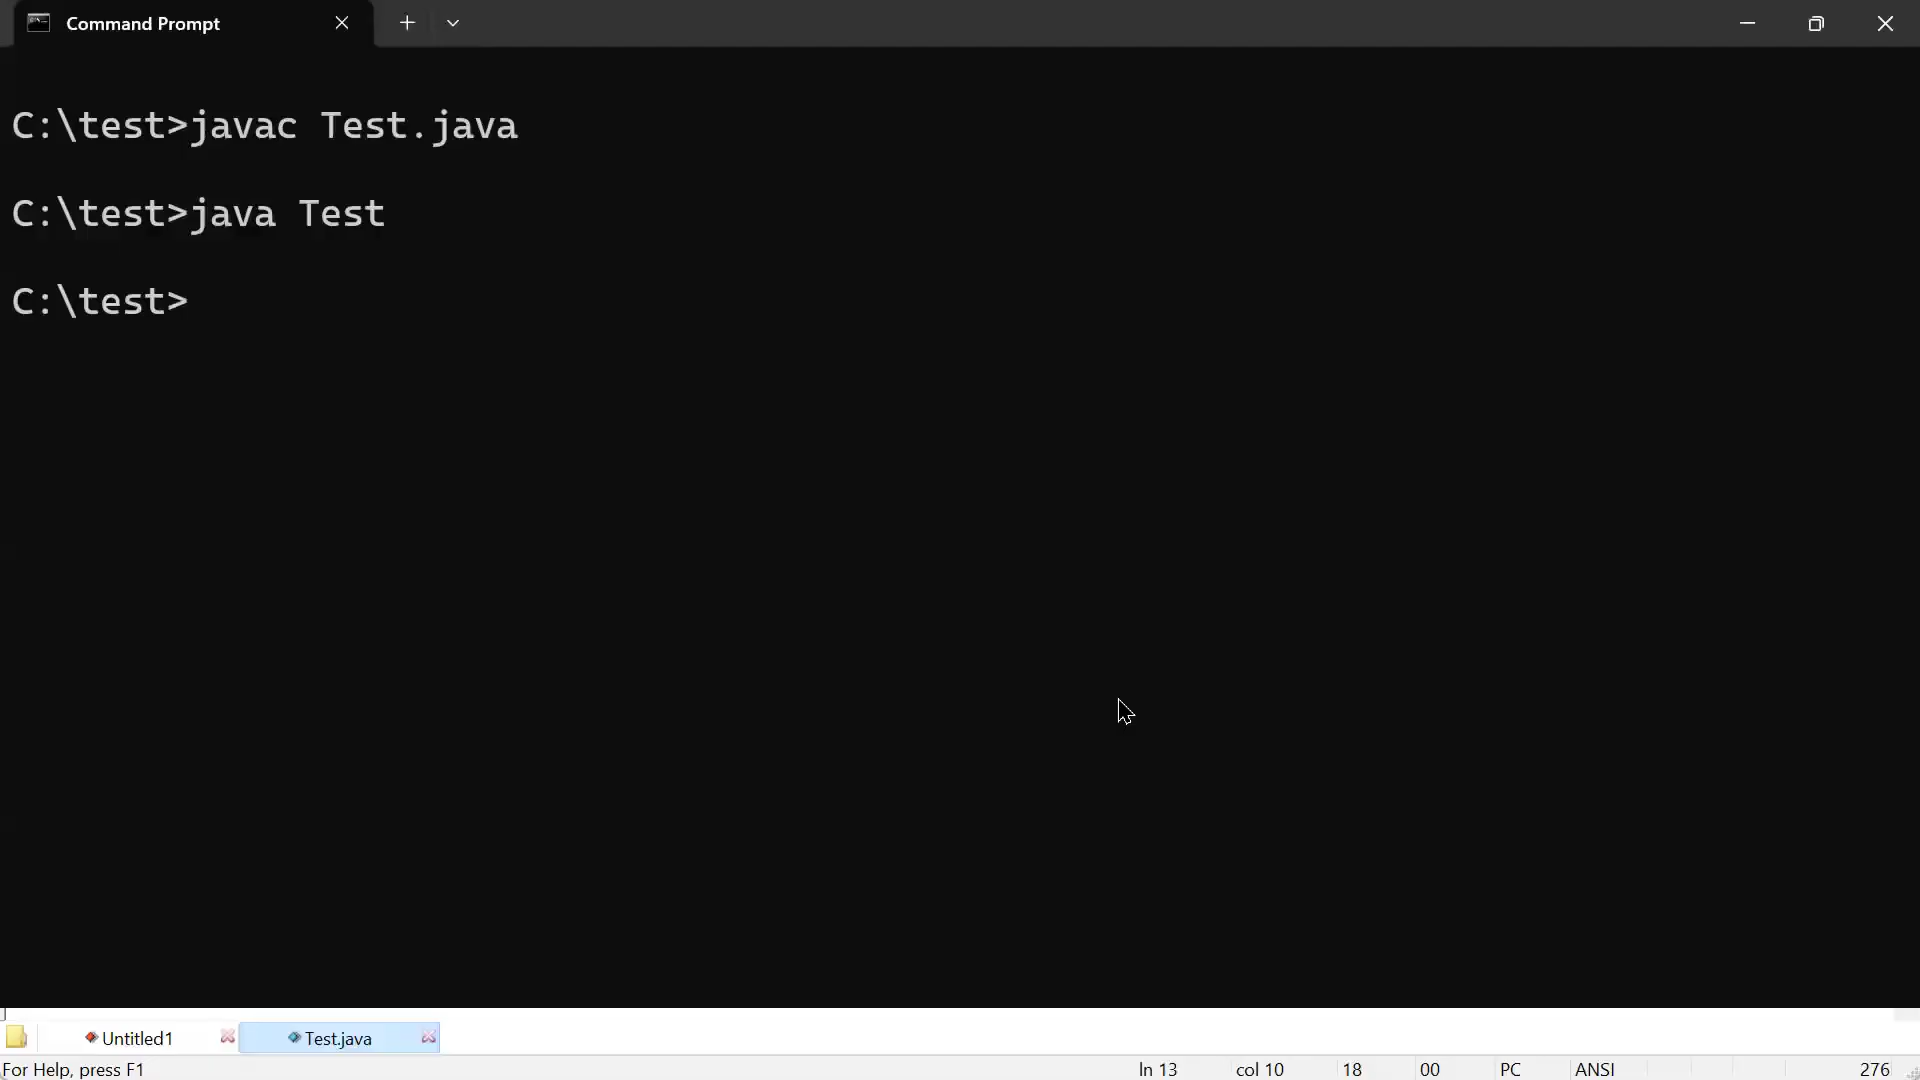 Command Prompt
C:\test>javac Test.java
C:\test>java Test
C:\test>
Untitled1
Test.java
For Help, press F1
ln 13
col 10
18
00
PC
ANSI
276